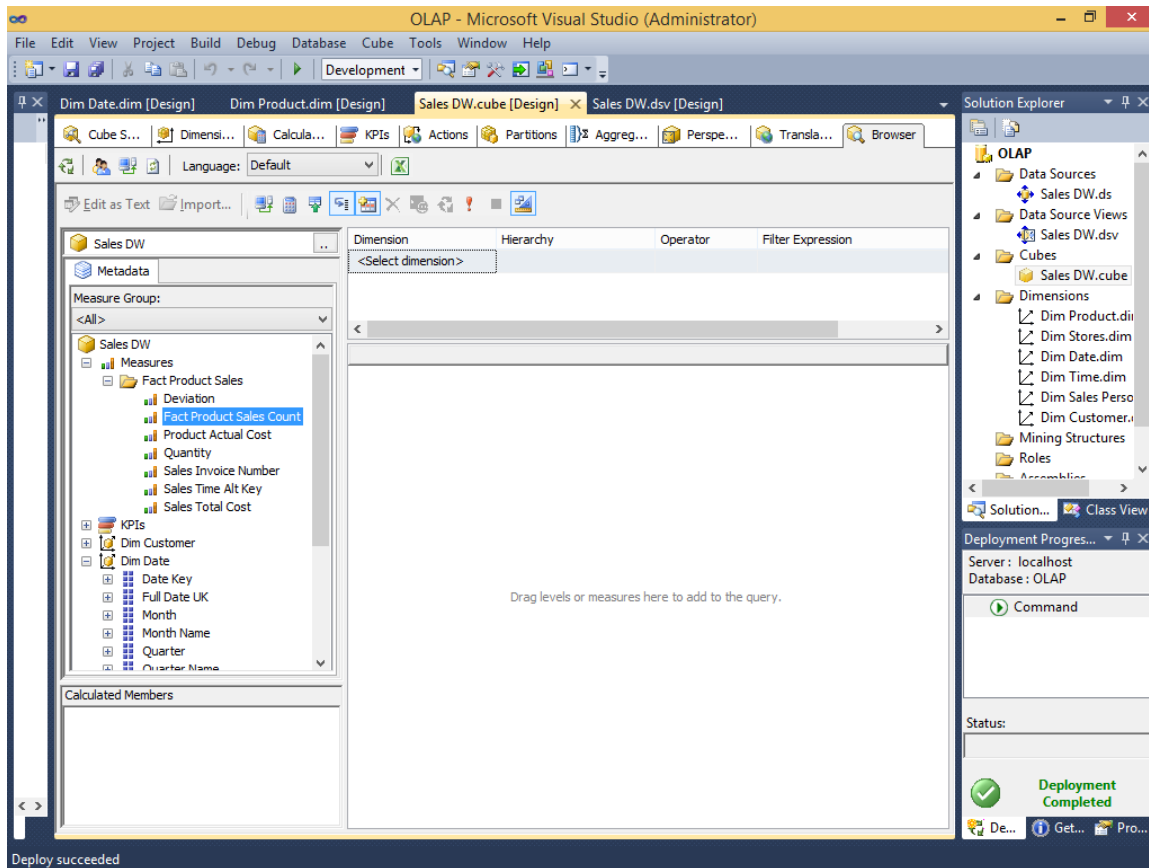 OLAP - Microsoft Visual Studio (Administrator)
File Edit View Project Build Debug Database Cube Tools Window Help
Development
Dim Date.dim [Design] Dim Product.dim [Design] Sales DW.cube [Design] Sales DW.dsv [Design]
Cube S... Dimensi... Calcula... KPIs Actions Partitions Aggreg... Perspe... Transla... Browser
Language: Default
Edit as Text Import...
Sales DW ..
Metadata
Measure Group:
<All>
Sales DW
Measures
Fact Product Sales
Deviation
Fact Product Sales Count
Product Actual Cost
Quantity
Sales Invoice Number
Sales Time Alt Key
Sales Total Cost
KPIs
Dim Customer
Dim Date
Date Key
Full Date UK
Month
Month Name
Quarter
Quarter Name
Calculated Members
Dimension Hierarchy Operator Filter Expression
<Select dimension>
Drag levels or measures here to add to the query.
Solution Explorer
OLAP
Data Sources
Sales DW.ds
Data Source Views
Sales DW.dsv
Cubes
Sales DW.cube
Dimensions
Dim Product.di
Dim Stores.dim
Dim Date.dim
Dim Time.dim
Dim Sales Perso
Dim Customer.
Mining Structures
Roles
Assemblies
Solution... Class View
Deployment Progres...
Server : localhost
Database : OLAP
Command
Status:
Deployment
Completed
De... Get... Pro...
Deploy succeeded